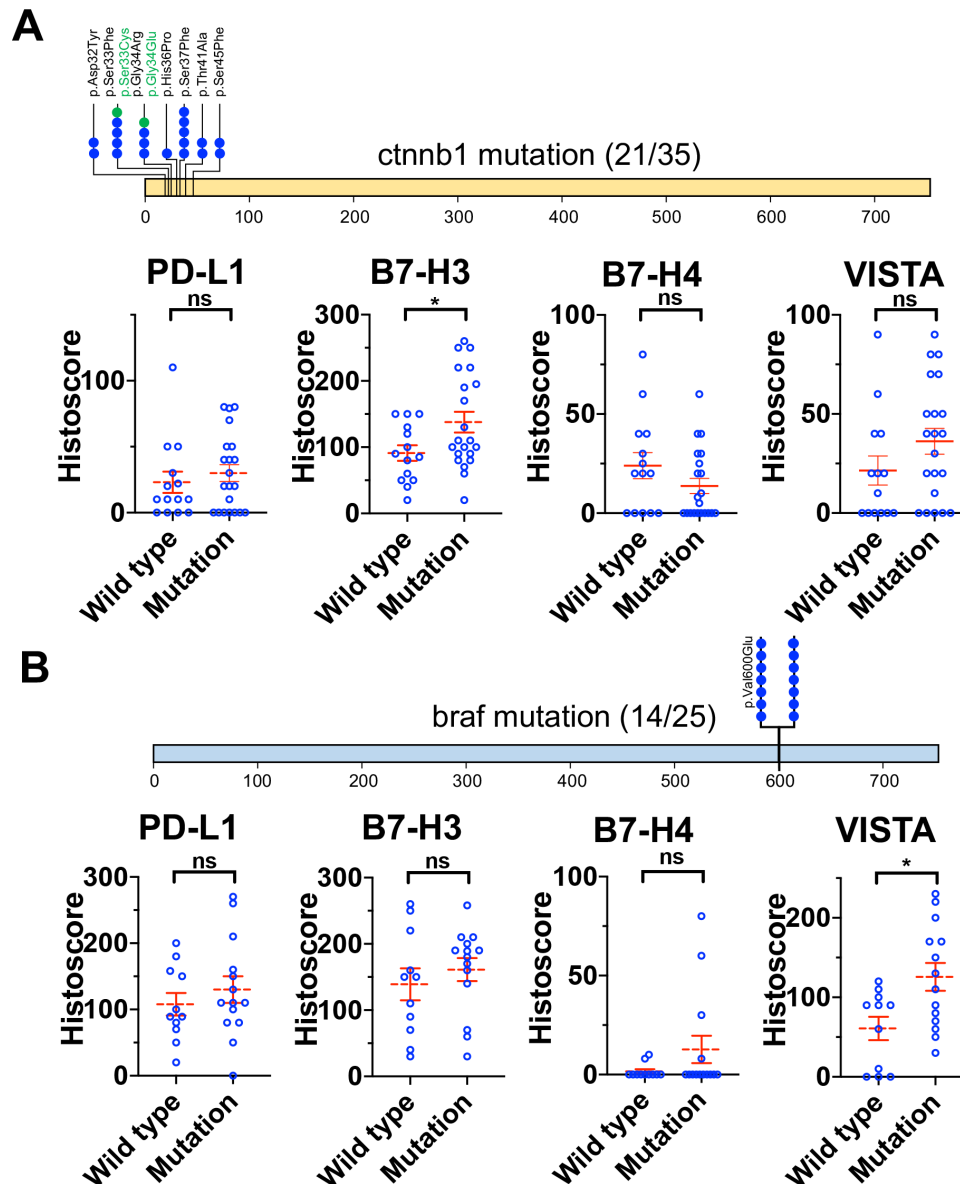 A
p.Asp32Tyr
p.Ser33Phe
p.Ser33Cys
p.Gly34Arg
p.Gly34Glu
p.His36Pro
p.Ser37Phe
p.Thr41Ala
p.Ser45Phe
ctnnb1 mutation (21/35)
0 100 200 300 400 500 600 700
PD-L1 B7-H3 B7-H4 VISTA
ns * ns ns
Histoscore
100
0
Histoscore
300
200
100
0
Histoscore
100
50
0
Histoscore
100
50
0
Wild type Mutation Wild type Mutation Wild type Mutation Wild type Mutation
B
p.Val600Glu
braf mutation (14/25)
0 100 200 300 400 500 600 700
PD-L1 B7-H3 B7-H4 VISTA
ns ns ns *
Histoscore
300
200
100
0
Histoscore
300
200
100
0
Histoscore
100
50
0
Histoscore
200
100
0
Wild type Mutation Wild type Mutation Wild type Mutation Wild type Mutation